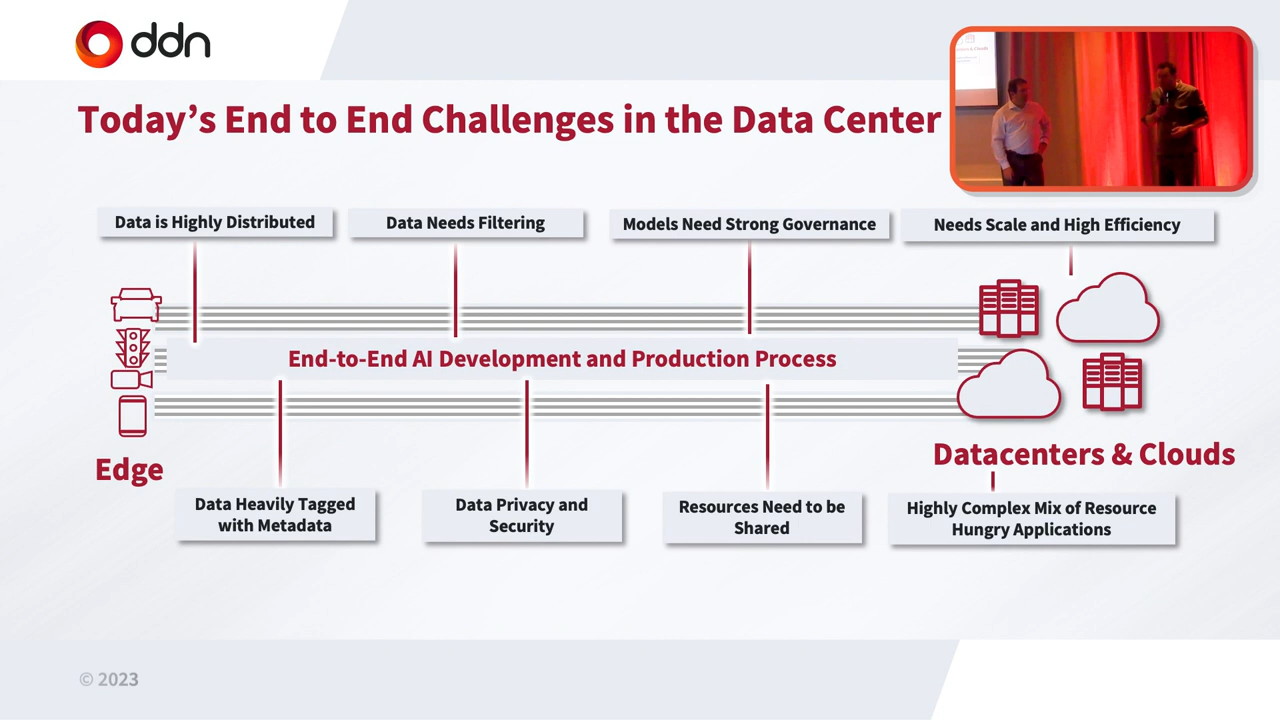 ddn
Today's End to End Challenges in the Data Center
Data is Highly Distributed
Data Needs Filtering
Models Need Strong Governance
Needs Scale and High Efficiency
End-to-End AI Development and Production Process
Edge
Datacenters & Clouds
Data Heavily Tagged
with Metadata
Data Privacy and
Security
Resources Need to be
Shared
Highly Complex Mix of Resource
Hungry Applications
© 2023